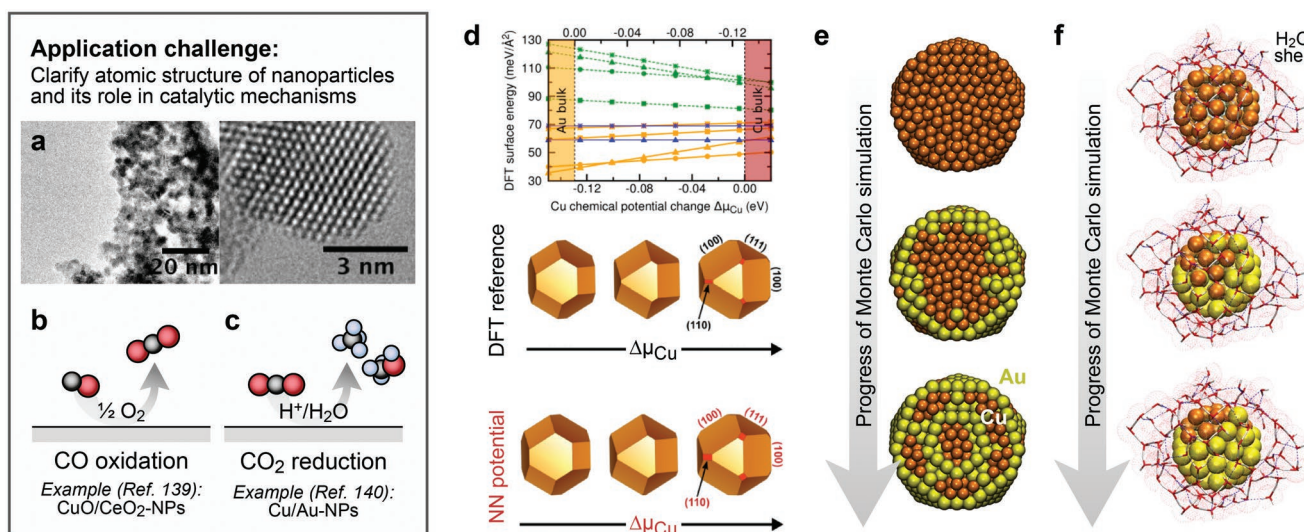 Application challenge:
Clarify atomic structure of nanoparticles
and its role in catalytic mechanisms
a
20 nm
3 nm
b
c
½ O₂
H⁺/H₂O
CO oxidation
Example (Ref. 139):
CuO/CeO₂-NPs
CO₂ reduction
Example (Ref. 140):
Cu/Au-NPs
d
0.00 -0.04 -0.08 -0.12
DFT surface energy (meV/Å²)
130
110
90
70
50
30
Au bulk
Cu bulk
-0.12 -0.08 -0.04 0.00
Cu chemical potential change ΔμCu (eV)
DFT reference
(100)
(111)
(100)
(110)
ΔμCu
NN potential
(100)
(111)
(100)
(110)
ΔμCu
e
Progress of Monte Carlo simulation
Au
Cu
f
Progress of Monte Carlo simulation
H₂O